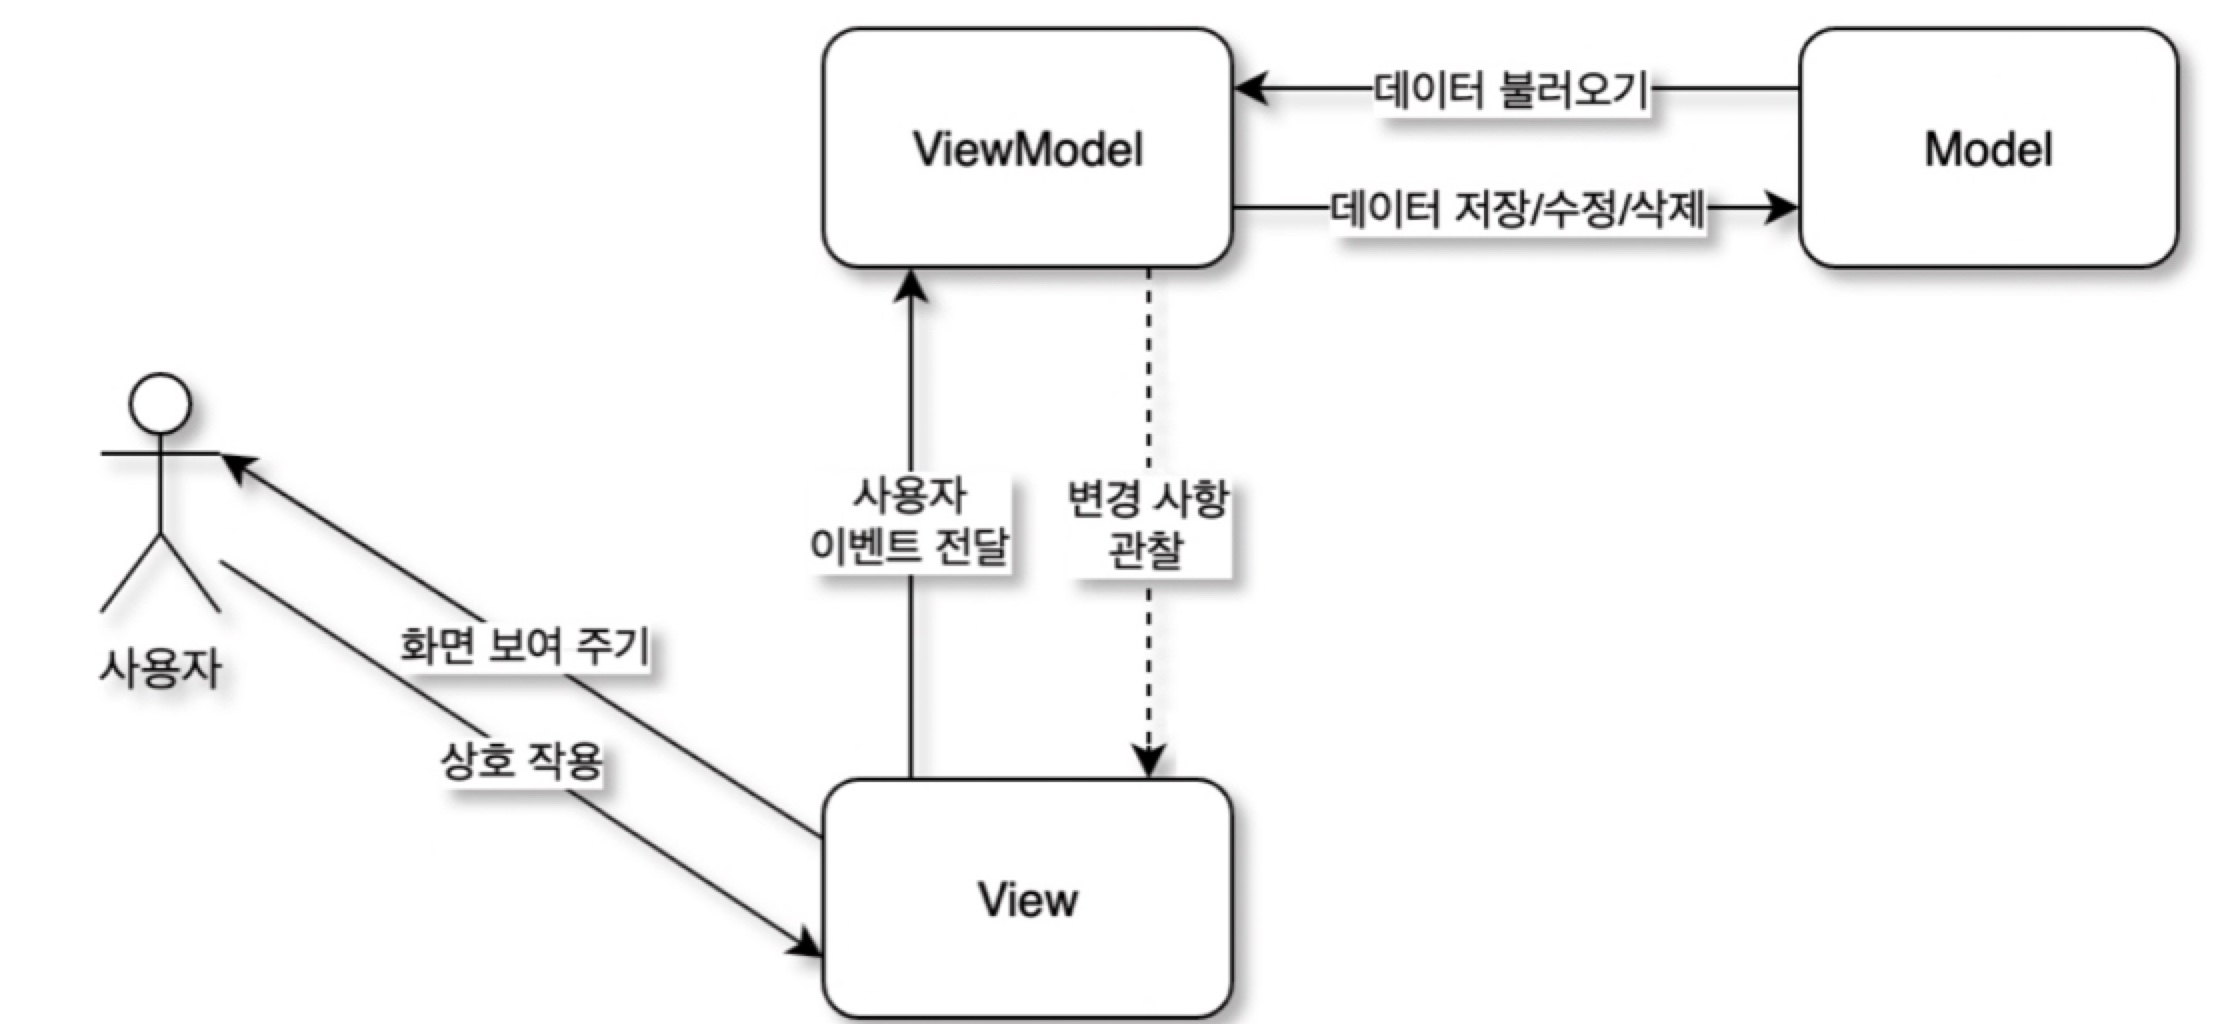 데이터 불러오기
ViewModel
Model
데이터 저장/수정/삭제
사용자
이벤트 전달
변경 사항
관찰
화면 보여 주기
사용자
상호 작용
View